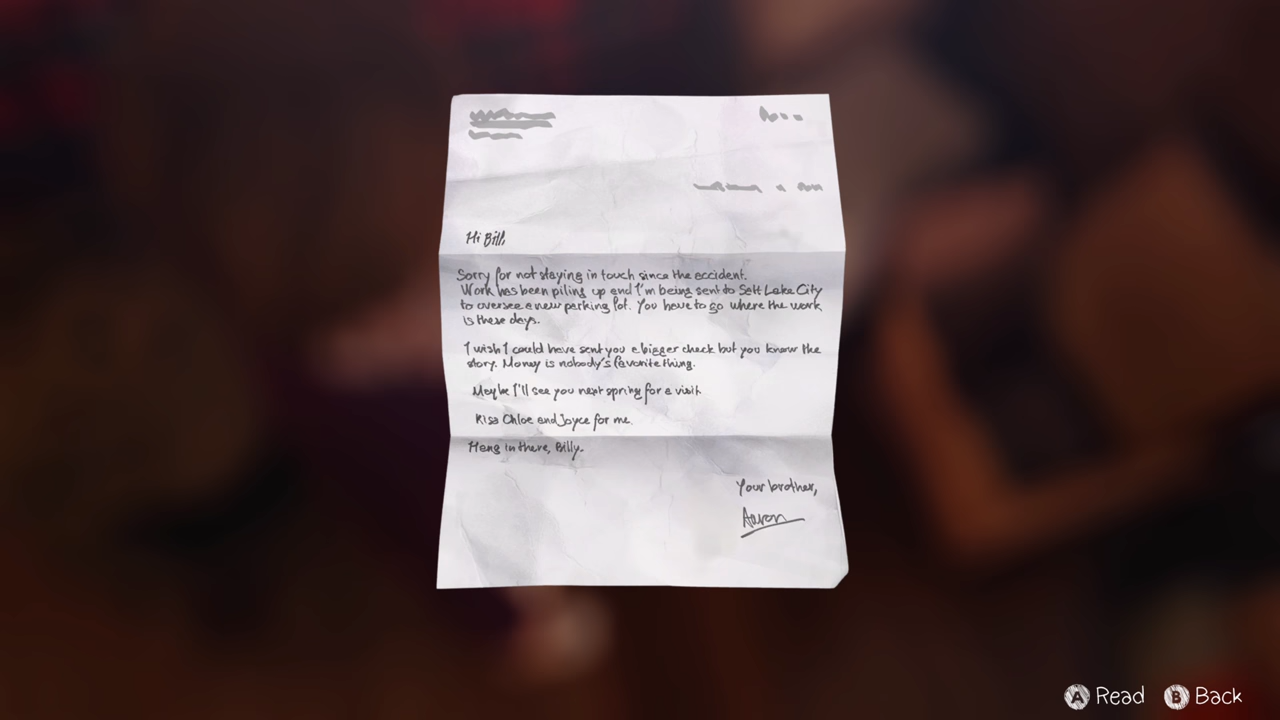 Hi Bill,
Sorry for not staying in touch since the accident.
Work has been piling up and I'm being sent to Salt Lake City
to oversee a new parking lot. You have to go where the work
is these days.
I wish I could have sent you a bigger check but you know the
story. Money is nobody's favorite thing.
Maybe I'll see you next spring for a visit.
Kiss Chloe and Joyce for me.
Hang in there, Billy.
Your brother,
Aaron
A Read B Back